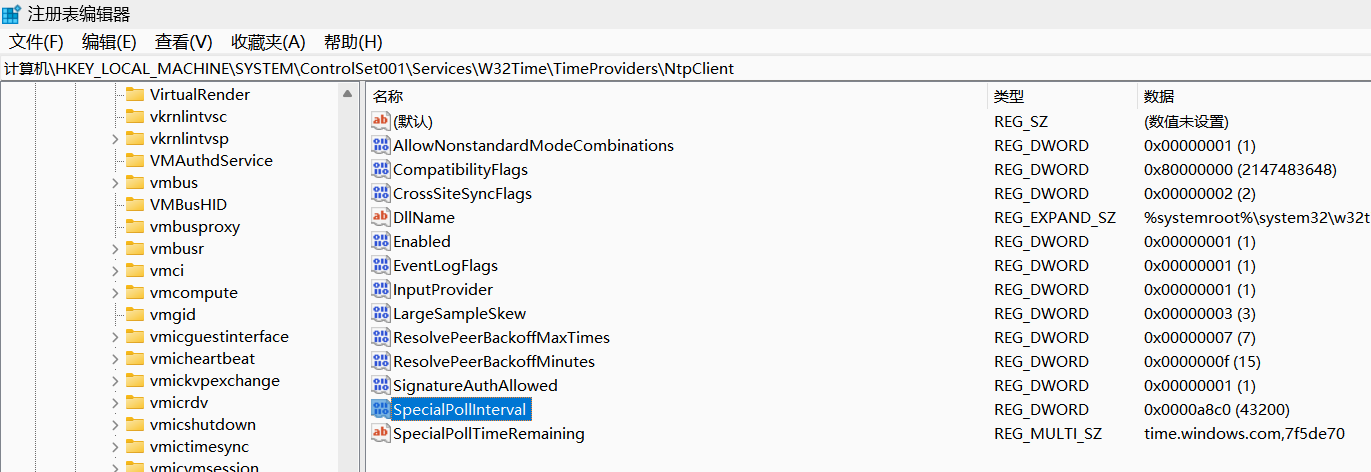 注册表编辑器
文件(F) 编辑(E) 查看(V) 收藏夹(A) 帮助(H)
计算机\HKEY_LOCAL_MACHINE\SYSTEM\ControlSet001\Services\W32Time\TimeProviders\NtpClient
VirtualRender
vkrnlintvsc
vkrnlintvsp
VMAuthdService
vmbus
VMBusHID
vmbusproxy
vmbusr
vmci
vmcompute
vmgid
vmicguestinterface
vmicheartbeat
vmickvpexchange
vmicrdv
vmicshutdown
vmictimesync
vmicvmsession
名称 类型 数据
(默认) REG_SZ (数值未设置)
AllowNonstandardModeCombinations REG_DWORD 0x00000001 (1)
CompatibilityFlags REG_DWORD 0x80000000 (2147483648)
CrossSiteSyncFlags REG_DWORD 0x00000002 (2)
DllName REG_EXPAND_SZ %systemroot%\system32\w32t
Enabled REG_DWORD 0x00000001 (1)
EventLogFlags REG_DWORD 0x00000001 (1)
InputProvider REG_DWORD 0x00000001 (1)
LargeSampleSkew REG_DWORD 0x00000003 (3)
ResolvePeerBackoffMaxTimes REG_DWORD 0x00000007 (7)
ResolvePeerBackoffMinutes REG_DWORD 0x0000000f (15)
SignatureAuthAllowed REG_DWORD 0x00000001 (1)
SpecialPollInterval REG_DWORD 0x0000a8c0 (43200)
SpecialPollTimeRemaining REG_MULTI_SZ time.windows.com,7f5de70